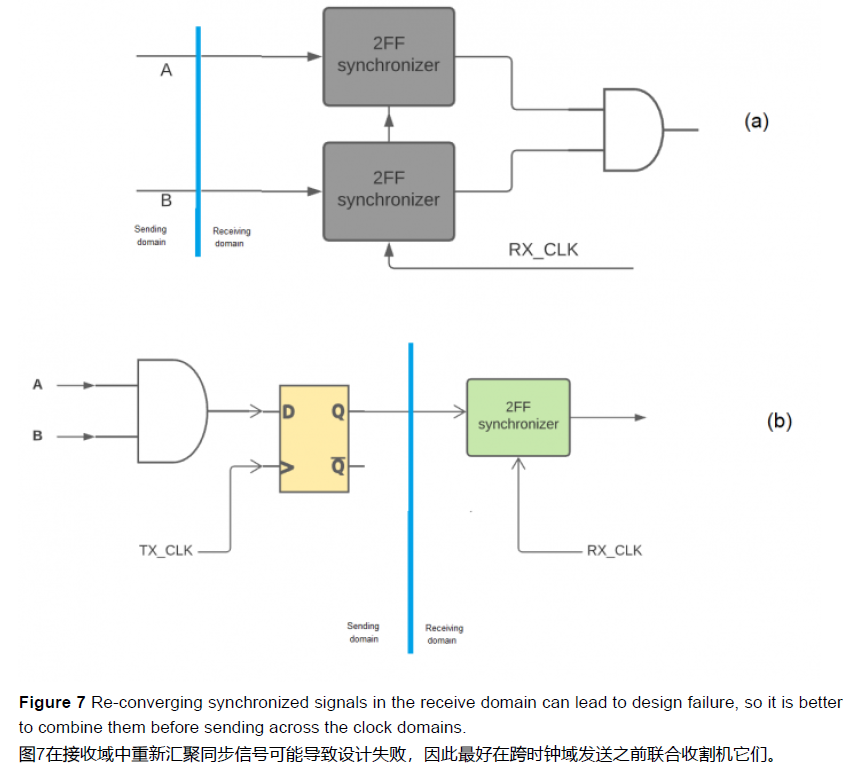 2FF
synchronizer
A
(a)
2FF
synchronizer
B
Sending
domain
Receiving
domain
RX_CLK
A
D
Q
2FF
synchronizer
(b)
B
Q
TX_CLK
RX_CLK
Sending
domain
Receiving
domain
Figure 7 Re-converging synchronized signals in the receive domain can lead to design failure, so it is better
to combine them before sending across the clock domains.
图7在接收域中重新汇聚同步信号可能导致设计失败，因此最好在跨时钟域发送之前联合收割机它们。